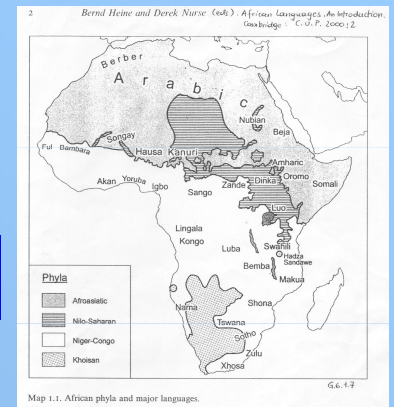 2 Bernd Heine and Derek Nurse (eds): African Languages. An Introduction.
Cambridge: C.U.P. 2000:2
Berber
Arabic
Nubian
Beja
Songay
Ful Bambara
Hausa Kanuri
Amharic
Oromo
Dinka
Somali
Akan Yoruba Igbo
Zande
Sango
Luo
Lingala
Kongo
Luba
Swahili
Hadza
Sandawe
Bemba
Makua
Phyla
Afroasiatic
Nilo-Saharan
Niger-Congo
Khoisan
Nama
Shona
Tswana
Sotho
Zulu
Xhosa
G.6.1.7
Map 1.1. African phyla and major languages.